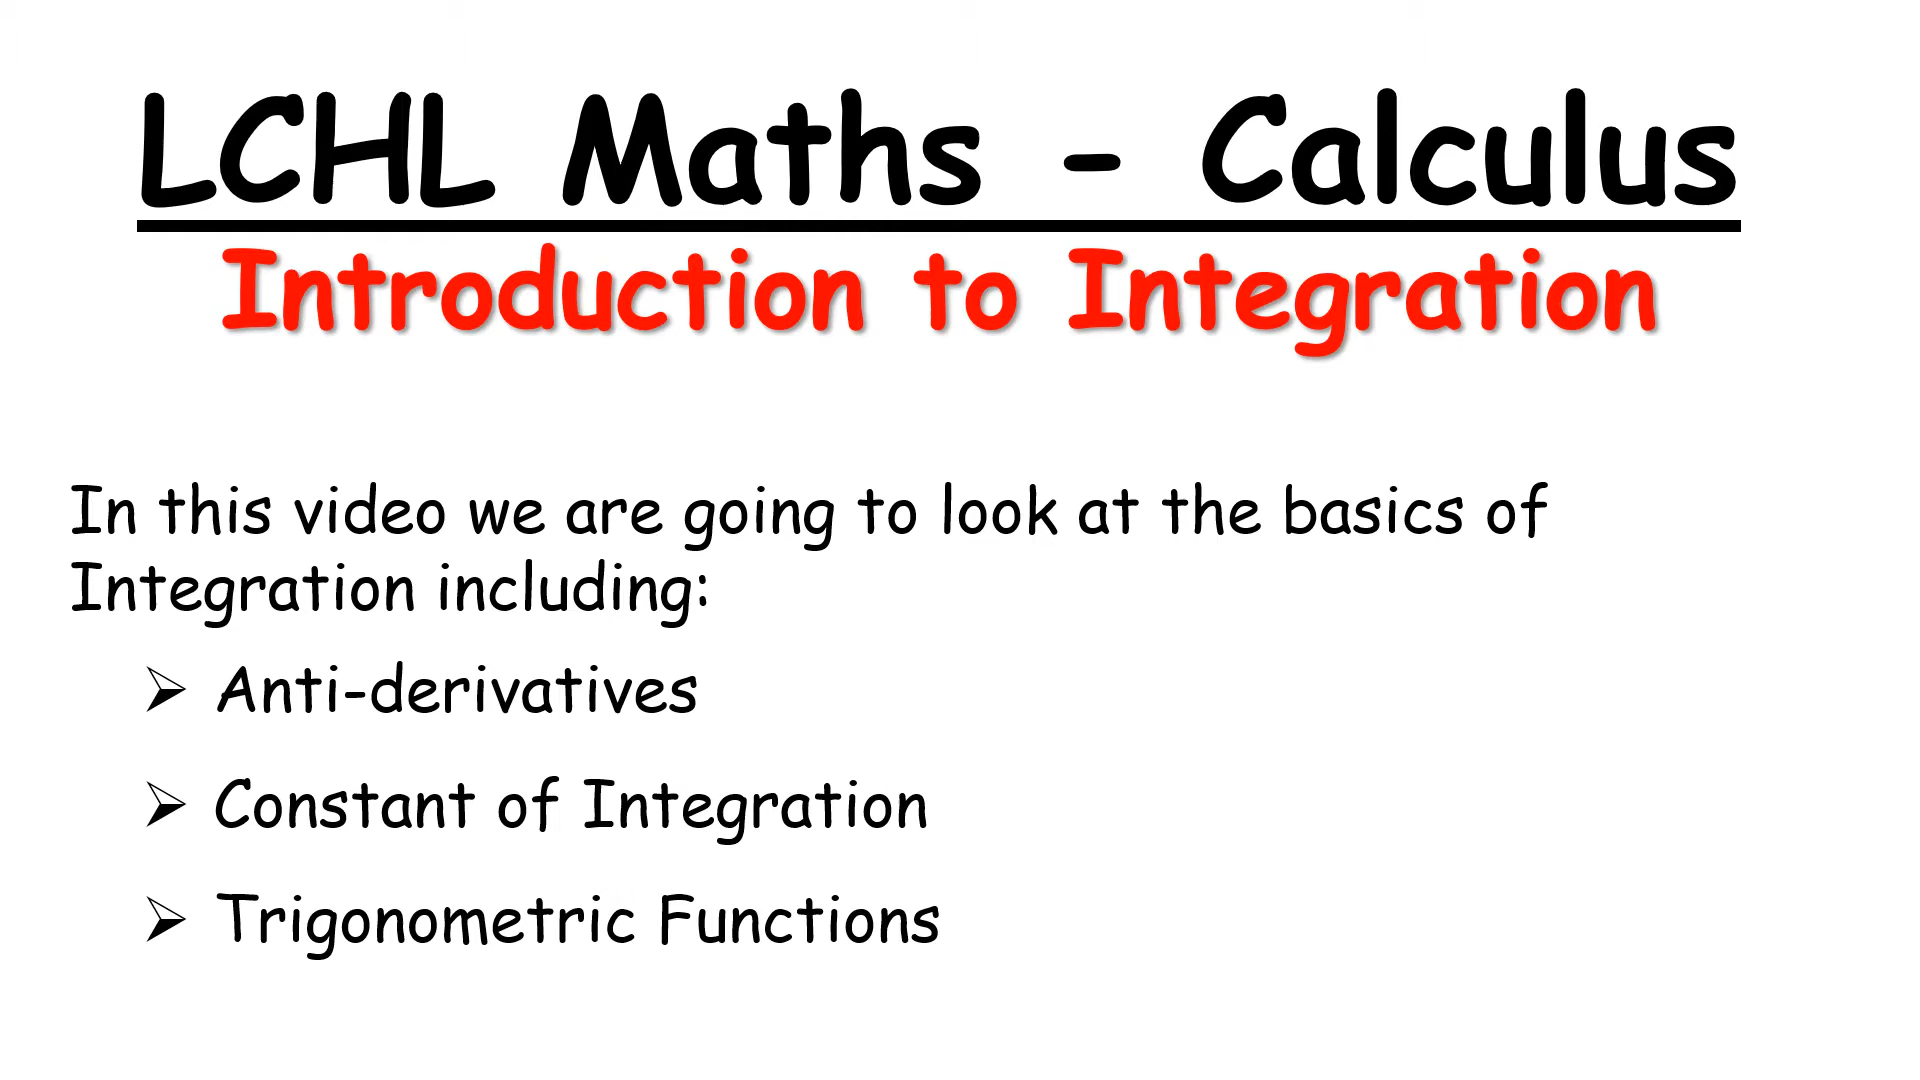 LCHL Maths - Calculus
Introduction to Integration
In this video we are going to look at the basics of
Integration including:
➢ Anti-derivatives
➢ Constant of Integration
➢ Trigonometric Functions